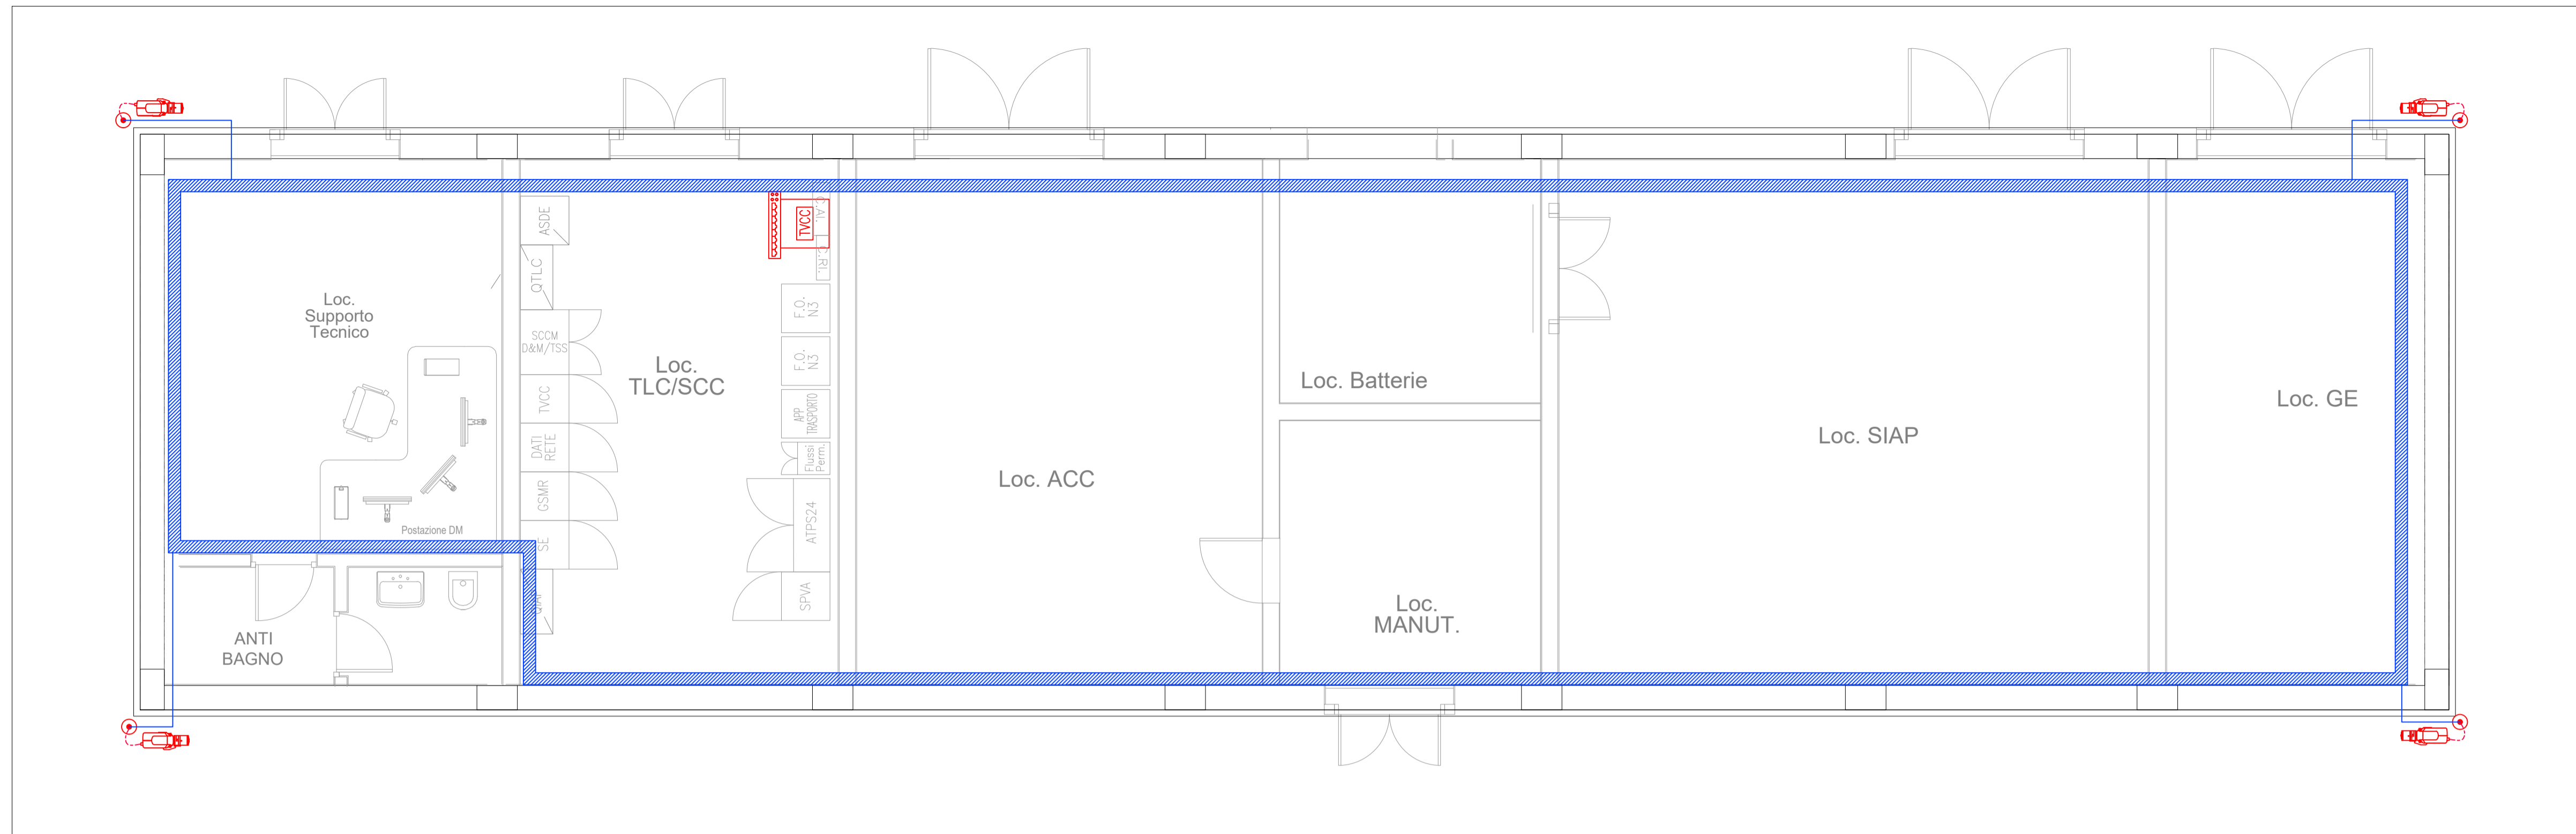 Loc.
Supporto
Tecnico
Postazione DM
ANTI
BAGNO
ASDE
QTLC
SCCM
D&M/TSS
TVCC
DATI
RETE
GSMR
SE
Loc.
TLC/SCC
TVCC
C.RI.
F.O.
N3
F.O.
N3
APP
TRASPORTO
Flussi
Perm.
ATPS24
SPVA
Loc. ACC
Loc. Batterie
Loc.
MANUT.
Loc. SIAP
Loc. GE